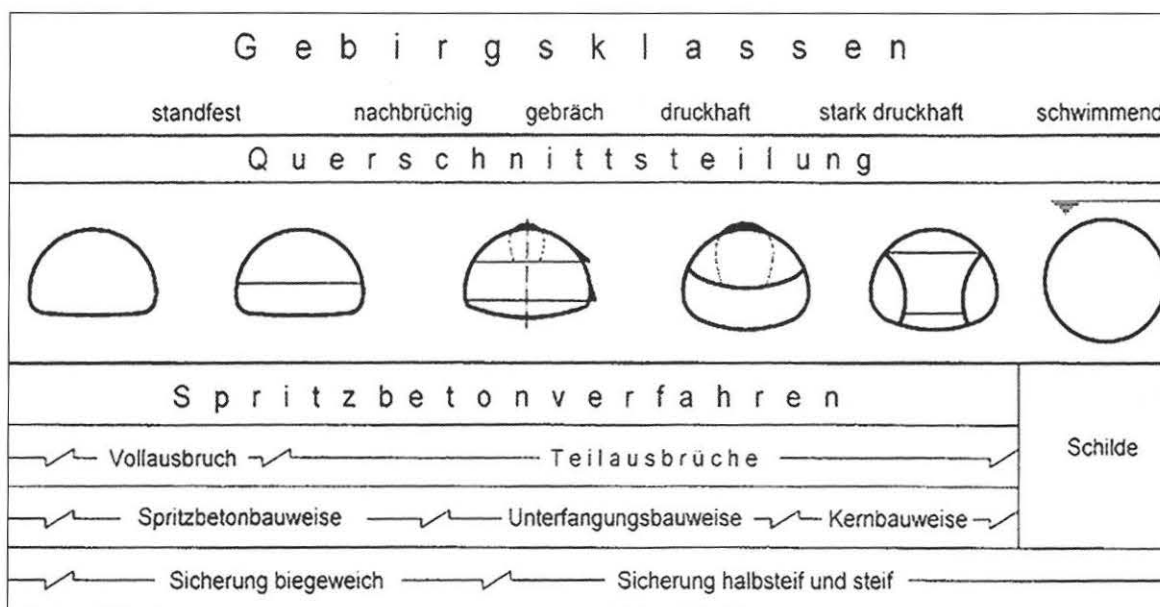 Gebirgsklassen
standfest nachbrüchig gebräch druckhaft stark druckhaft schwimmend
Querschnittsteilung
Spritzbetonverfahren
Vollausbruch Teilausbrüche Schilde
Spritzbetonbauweise Unterfangungsbauweise Kernbauweise
Sicherung biegeweich Sicherung halbsteif und steif